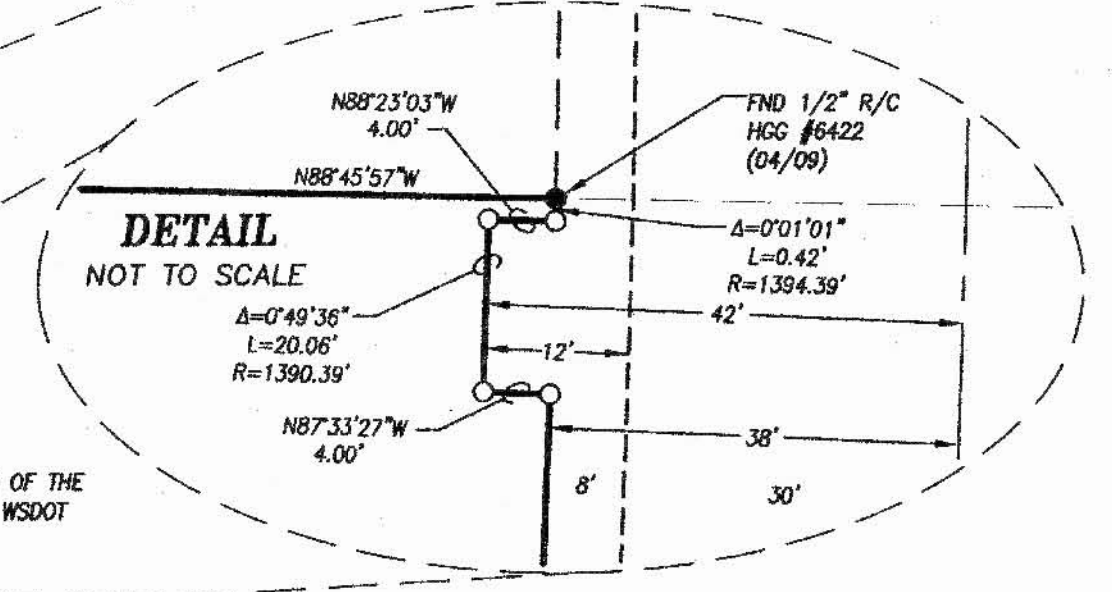 N88°23'03"W
4.00'
FND 1/2" R/C
HGG #6422
(04/09)
N88°45'57"W
DETAIL
NOT TO SCALE
Δ=0°01'01"
L=0.42'
R=1394.39'
Δ=0°49'36"
L=20.06'
R=1390.39'
42'
12'
N87°33'27"W
4.00'
38'
8'
30'
OF THE
WSDOT